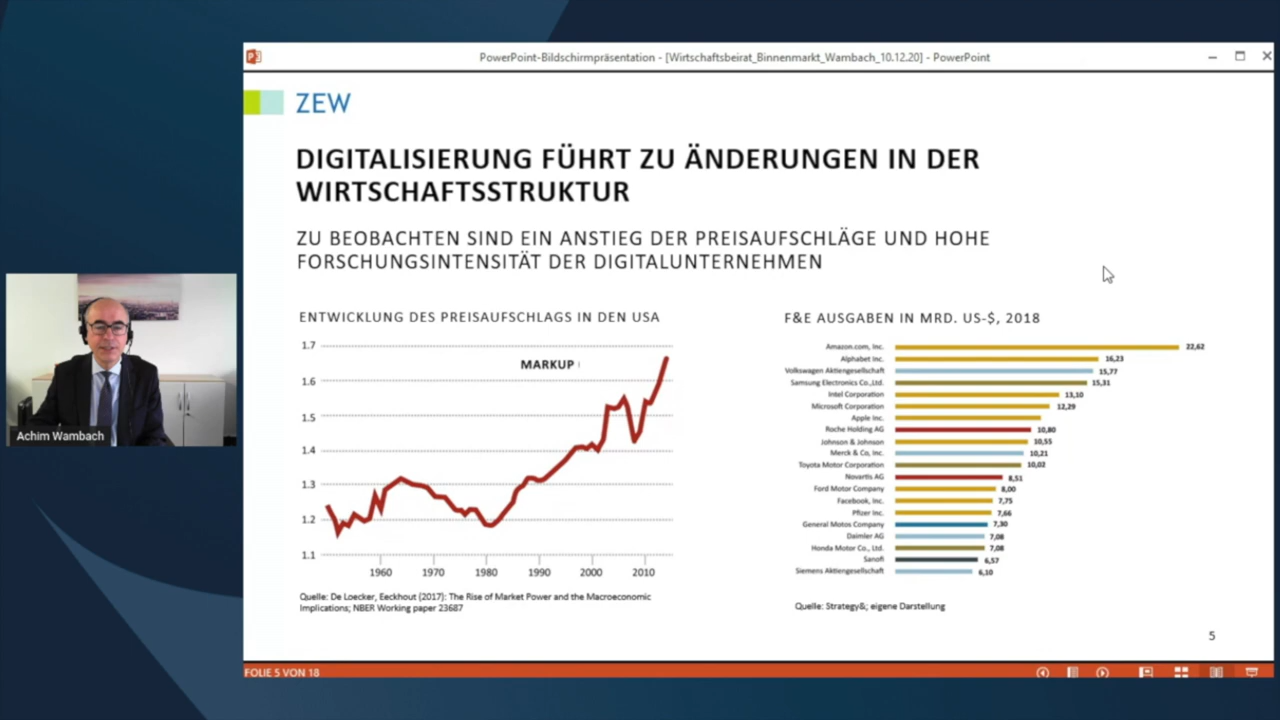 PowerPoint-Bildschirmpräsentation - [Wirtschaftsbeirat_Binnenmarkt_Wambach_10.12.20] - PowerPoint
ZEW
DIGITALISIERUNG FÜHRT ZU ÄNDERUNGEN IN DER
WIRTSCHAFTSSTRUKTUR
ZU BEOBACHTEN SIND EIN ANSTIEG DER PREISAUFSCHLÄGE UND HOHE
FORSCHUNGSINTENSITÄT DER DIGITALUNTERNEHMEN
Achim Wambach
ENTWICKLUNG DES PREISAUFSCHLAGS IN DEN USA
MARKUP
1.7
1.6
1.5
1.4
1.3
1.2
1.1
1960 1970 1980 1990 2000 2010
Quelle: De Loecker, Eeckhout (2017): The Rise of Market Power and the Macroeconomic
Implications; NBER Working paper 23687
F&E AUSGABEN IN MRD. US-$, 2018
Amazon.com, Inc. 22,62
Alphabet Inc. 16,23
Volkswagen Aktiengesellschaft 15,77
Samsung Electronics Co.,Ltd. 15,31
Intel Corporation 13,10
Microsoft Corporation 12,29
Apple Inc.
Roche Holding AG 10,80
Johnson & Johnson 10,55
Merck & Co, Inc. 10,21
Toyota Motor Corporation 10,02
Novartis AG 8,51
Ford Motor Company 8,00
Facebook, Inc. 7,75
Pfizer Inc. 7,66
General Motos Company 7,30
Daimler AG 7,08
Honda Motor Co., Ltd. 7,08
Sanofi 6,57
Siemens Aktiengesellschaft 6,10
Quelle: Strategy&; eigene Darstellung
5
FOLIE 5 VON 18